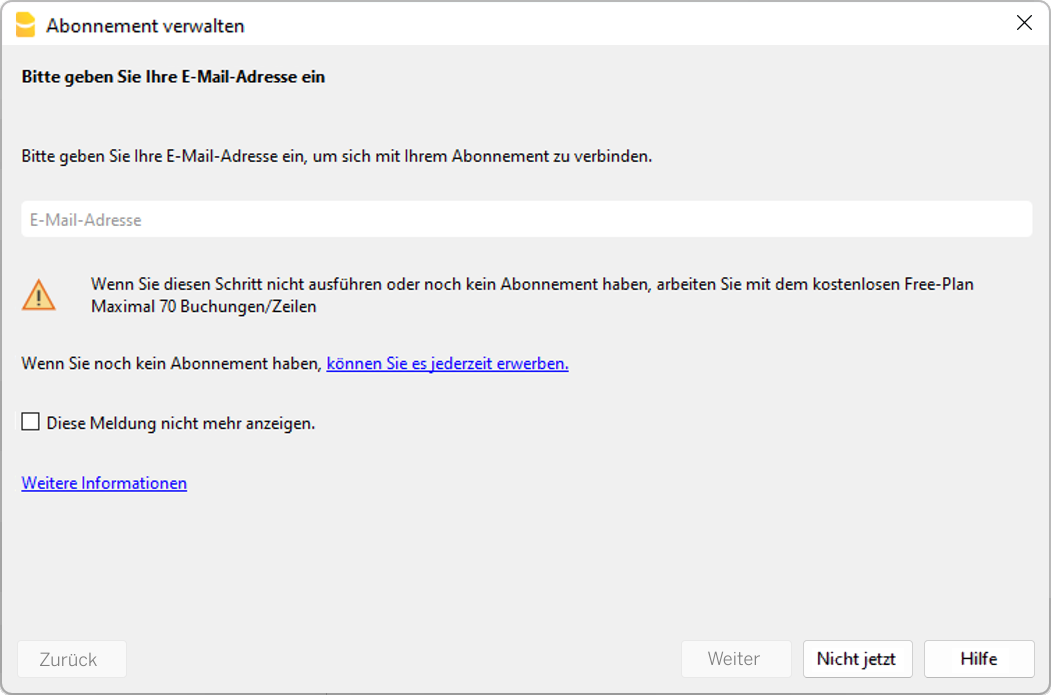 Abonnement verwalten
Bitte geben Sie Ihre E-Mail-Adresse ein
Bitte geben Sie Ihre E-Mail-Adresse ein, um sich mit Ihrem Abonnement zu verbinden.
E-Mail-Adresse
Wenn Sie diesen Schritt nicht ausführen oder noch kein Abonnement haben, arbeiten Sie mit dem kostenlosen Free-Plan
Maximal 70 Buchungen/Zeilen
Wenn Sie noch kein Abonnement haben, können Sie es jederzeit erwerben.
Diese Meldung nicht mehr anzeigen.
Weitere Informationen
Zurück Weiter Nicht jetzt Hilfe